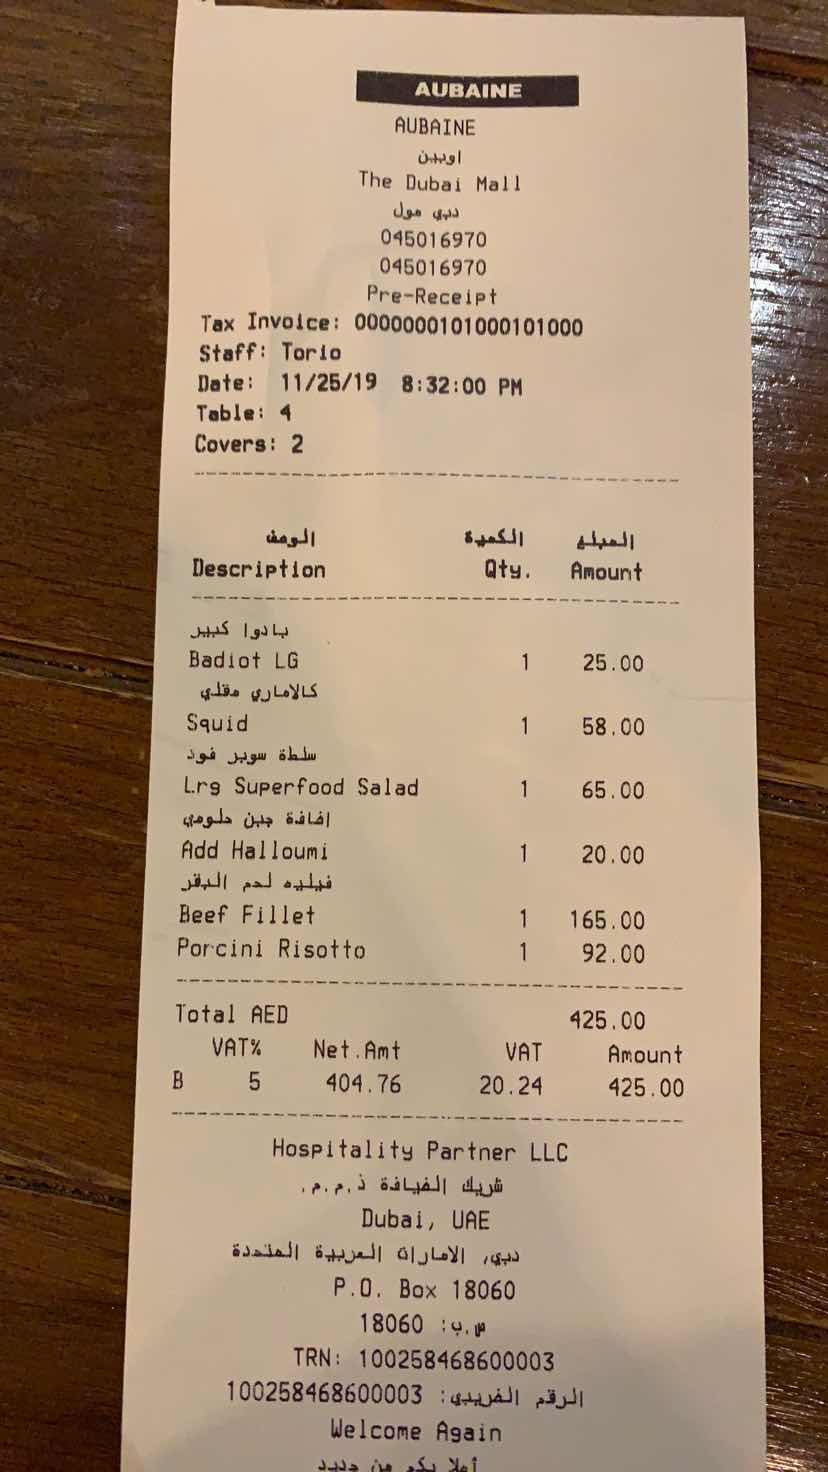 AUBAINE
AUBAINE
اوبين
The Dubai Mall
دبي مول
045016970
045016970
Pre-Receipt
Tax Invoice: 0000000101000101000
Staff: Torio
Date: 11/25/19 8:32:00 PM
Table: 4
Covers: 2
الوصف الكمية المبلغ
Description Qty. Amount
بادوا كبير
Badiot LG 1 25.00
كالاماري مقلي
Squid 1 58.00
سلطة سوبر فود
Lrg Superfood Salad 1 65.00
اضافة جبن حلومي
Add Halloumi 1 20.00
فيليه لحم البقر
Beef Fillet 1 165.00
Porcini Risotto 1 92.00
Total AED 425.00
VAT% Net.Amt VAT Amount
B 5 404.76 20.24 425.00
Hospitality Partner LLC
شريك الضيافة ذ.م.م.
Dubai, UAE
دبي, الامارات العربية المتحدة
P.O. Box 18060
ص.ب: 18060
TRN: 100258468600003
الرقم الضريبي: 100258468600003
Welcome Again
أهلا بكم من جديد